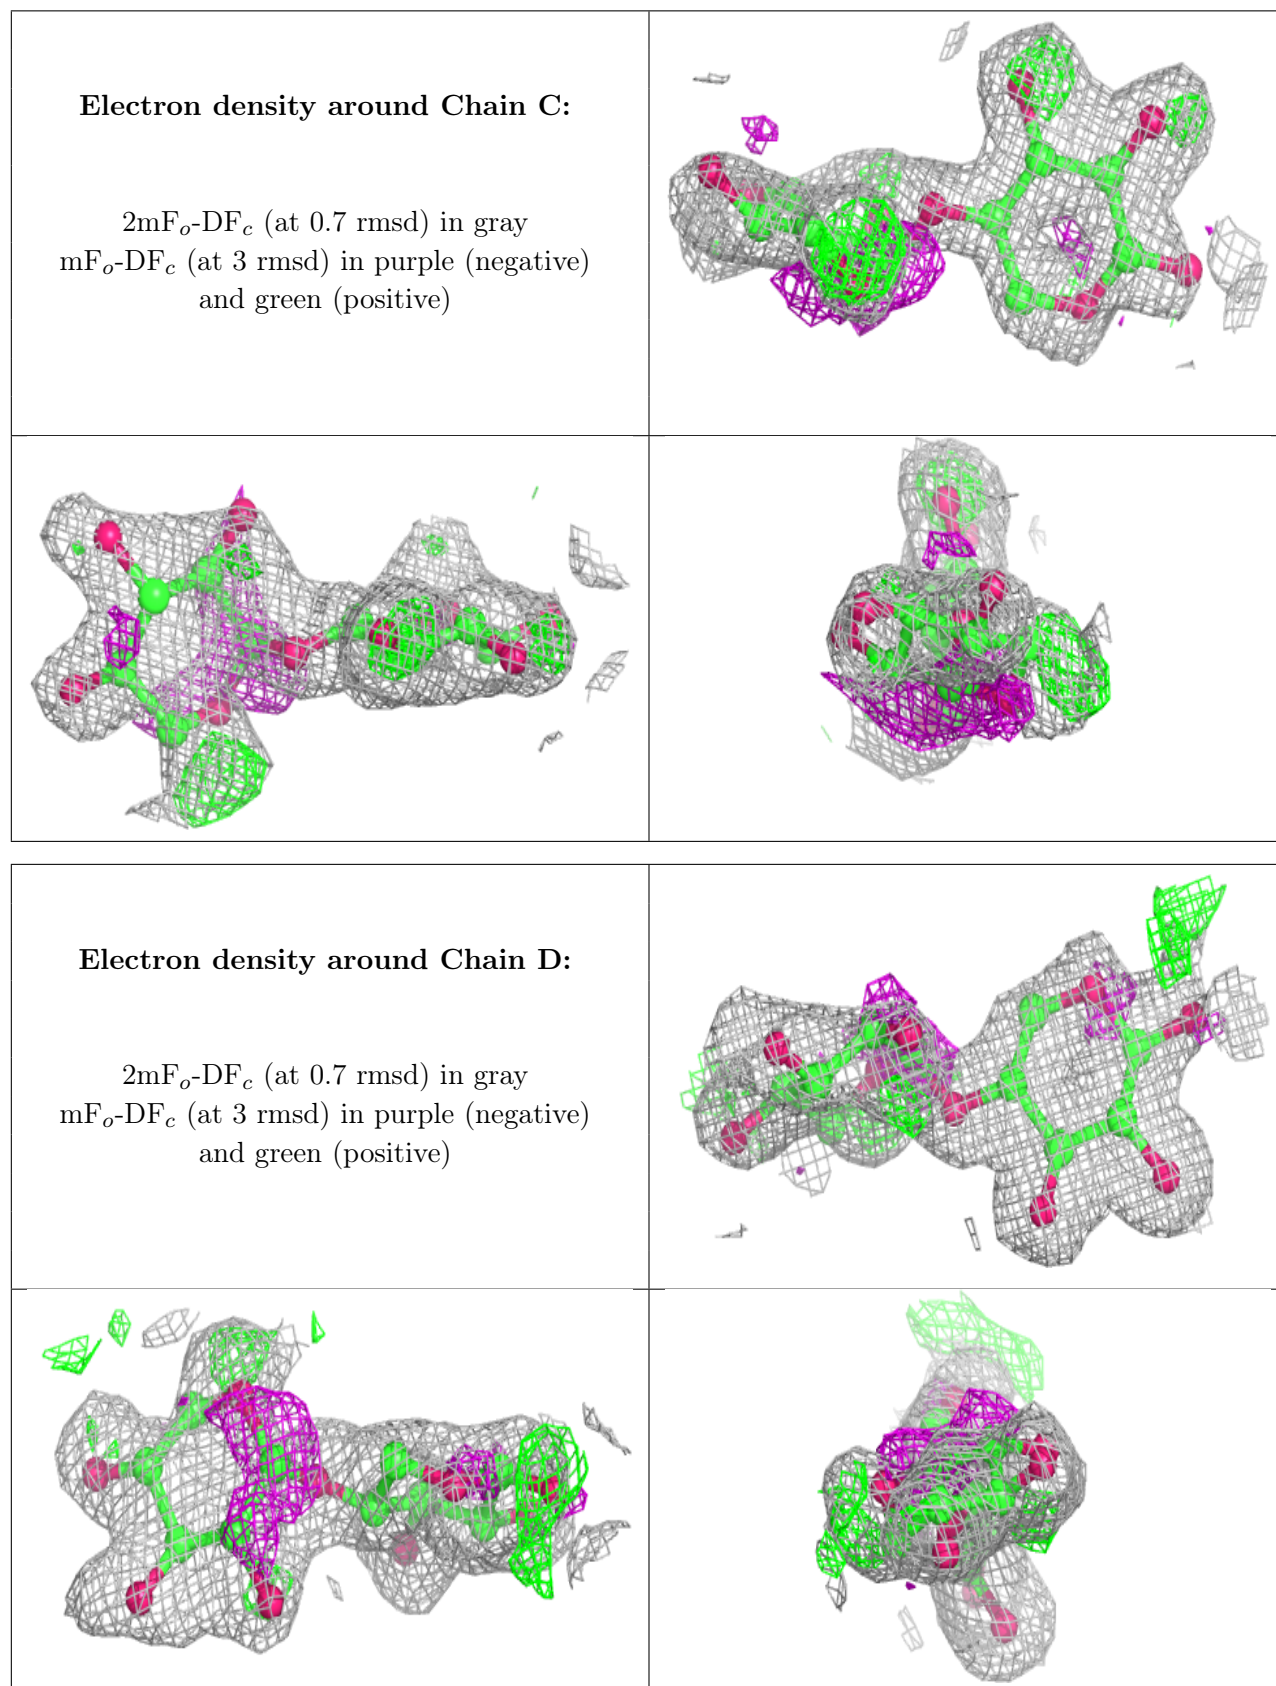 Electron density around Chain C:
2mFo-DFc (at 0.7 rmsd) in gray
mFo-DFc (at 3 rmsd) in purple (negative)
and green (positive)
Electron density around Chain D:
2mFo-DFc (at 0.7 rmsd) in gray
mFo-DFc (at 3 rmsd) in purple (negative)
and green (positive)